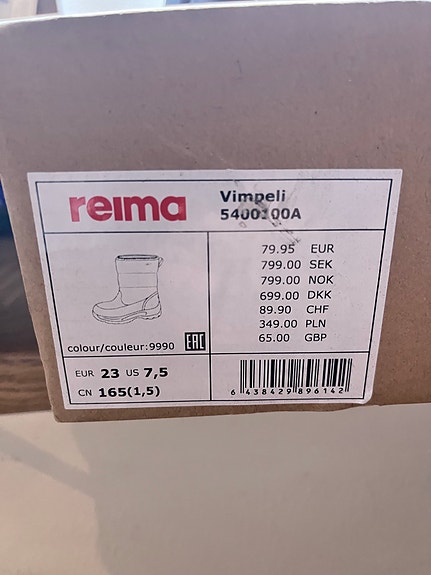 reima
Vimpeli
5400100A
79.95 EUR
799.00 SEK
799.00 NOK
699.00 DKK
89.90 CHF
349.00 PLN
65.00 GBP
colour/couleur:9990 EAC
EUR 23 US 7,5
CN 165(1,5)
6 438429 896142